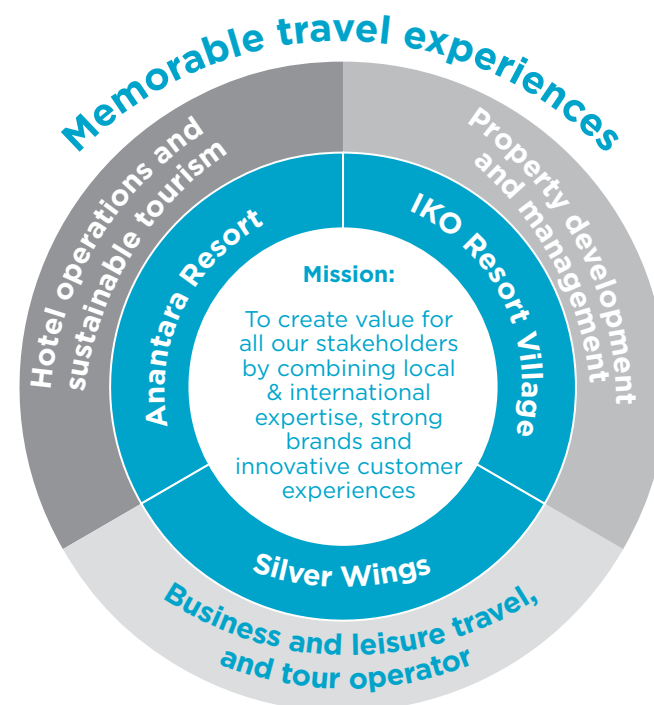 Memorable travel experiences
Hotel operations and
sustainable tourism
Property development
and management
Anantara Resort
IKO Resort Village
Mission:
To create value for
all our stakeholders
by combining local
& international
expertise, strong
brands and
innovative customer
experiences
Silver Wings
Business and leisure travel,
and tour operator